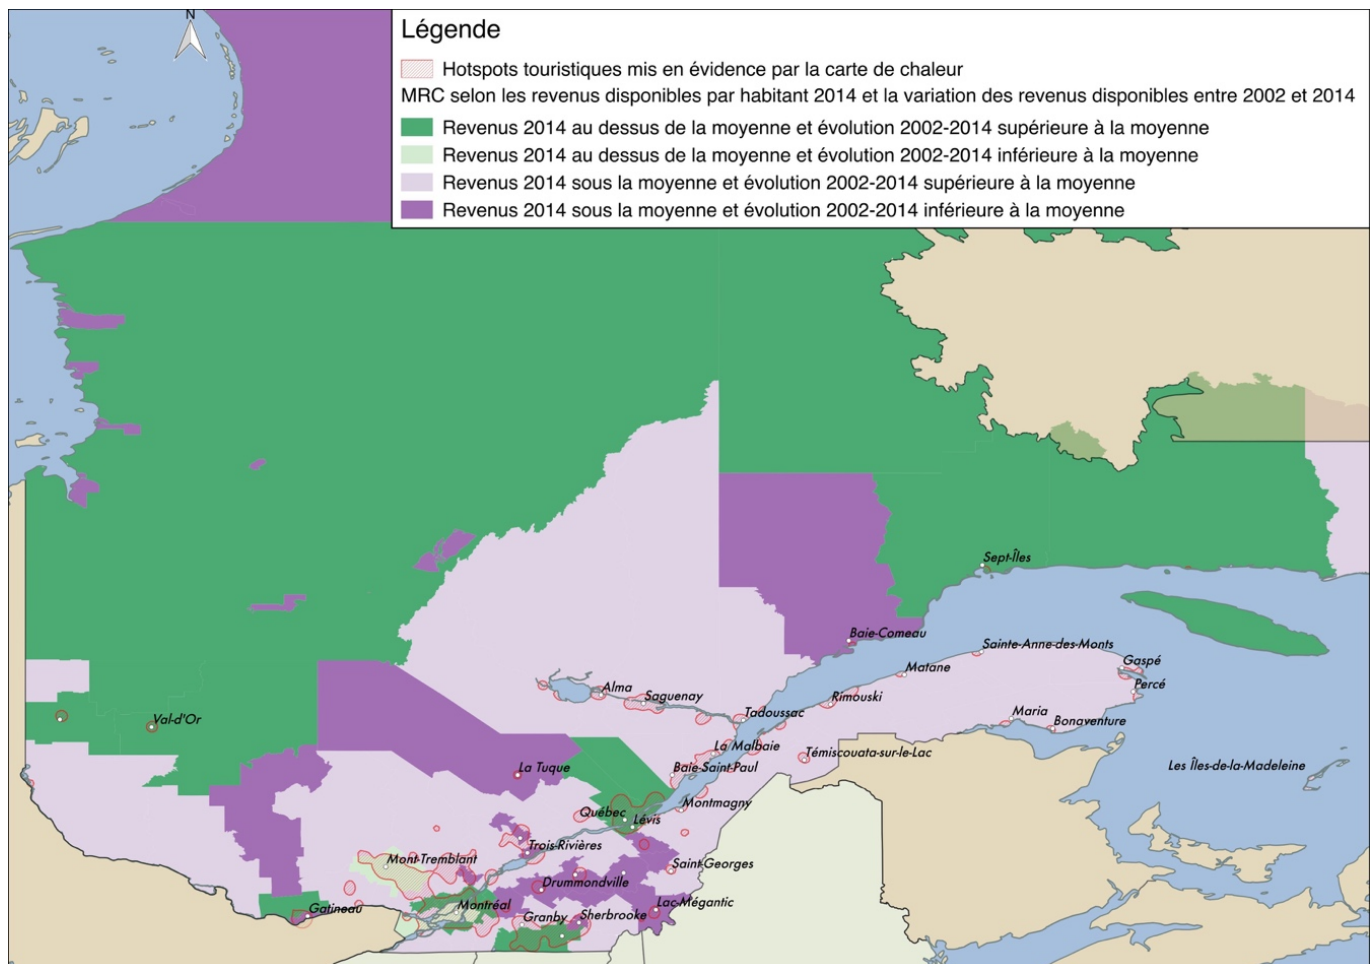 N
Légende
Hotspots touristiques mis en évidence par la carte de chaleur
MRC selon les revenus disponibles par habitant 2014 et la variation des revenus disponibles entre 2002 et 2014
Revenus 2014 au dessus de la moyenne et évolution 2002-2014 supérieure à la moyenne
Revenus 2014 au dessus de la moyenne et évolution 2002-2014 inférieure à la moyenne
Revenus 2014 sous la moyenne et évolution 2002-2014 supérieure à la moyenne
Revenus 2014 sous la moyenne et évolution 2002-2014 inférieure à la moyenne
Sept-Îles
Baie-Comeau
Sainte-Anne-des-Monts
Gaspé
Matane
Percé
Alma
Saguenay
Rimouski
Maria
Tadoussac
Bonaventure
Val-d'Or
La Malbaie
Témiscouata-sur-le-Lac
Les Îles-de-la-Madeleine
La Tuque
Baie-Saint-Paul
Montmagny
Québec
Lévis
Trois-Rivières
Mont-Tremblant
Saint-Georges
Drummondville
Lac-Mégantic
Gatineau
Montréal
Granby
Sherbrooke